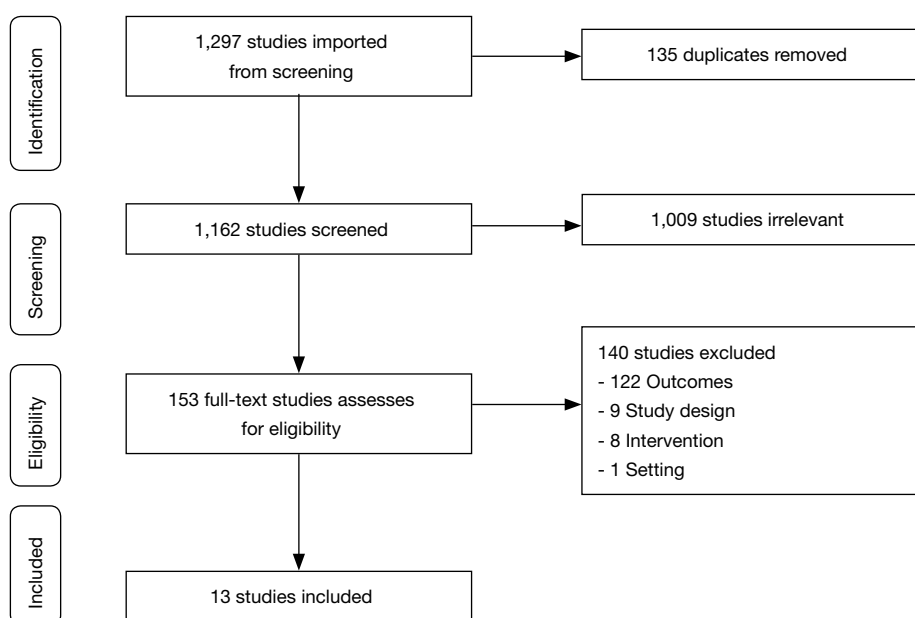 Identification
1,297 studies imported
from screening
135 duplicates removed
Screening
1,162 studies screened
1,009 studies irrelevant
Eligibility
153 full-text studies assesses
for eligibility
140 studies excluded
- 122 Outcomes
- 9 Study design
- 8 Intervention
- 1 Setting
Included
13 studies included